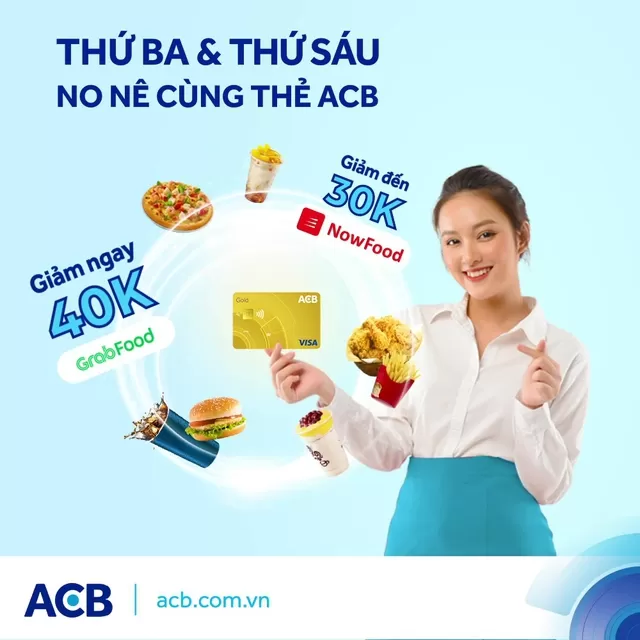 THỨ BA & THỨ SÁU
NO NÊ CÙNG THẺ ACB
Giảm đến
30K
NowFood
Giảm ngay
40K
GrabFood
Gold
ACB
VISA
ACB
acb.com.vn